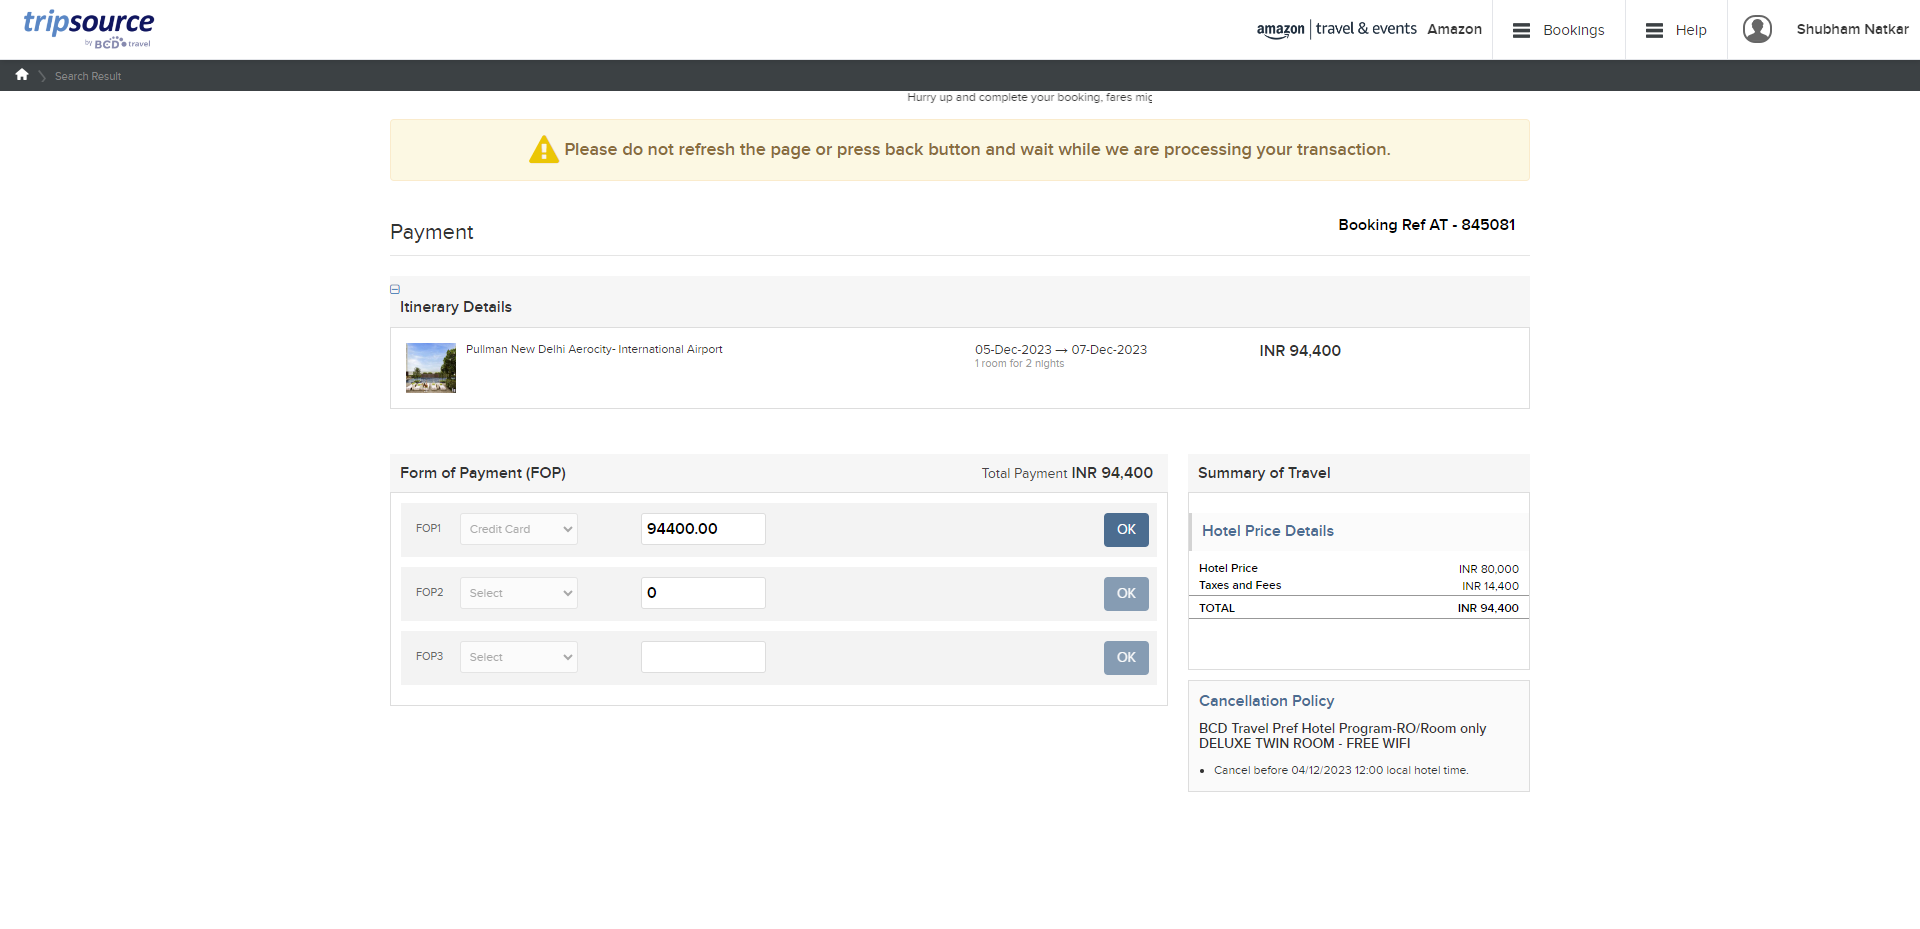 tripsource
by BCD travel
amazon | travel & events Amazon
Bookings
Help
Shubham Natkar
Search Result
Hurry up and complete your booking, fares mig
Please do not refresh the page or press back button and wait while we are processing your transaction.
Payment
Booking Ref AT - 845081
Itinerary Details
Pullman New Delhi Aerocity- International Airport
05-Dec-2023 → 07-Dec-2023
1 room for 2 nights
INR 94,400
Form of Payment (FOP)
Total Payment INR 94,400
FOP1 Credit Card 94400.00 OK
FOP2 Select 0 OK
FOP3 Select OK
Summary of Travel
Hotel Price Details
Hotel Price INR 80,000
Taxes and Fees INR 14,400
TOTAL INR 94,400
Cancellation Policy
BCD Travel Pref Hotel Program-RO/Room only
DELUXE TWIN ROOM - FREE WIFI
• Cancel before 04/12/2023 12:00 local hotel time.